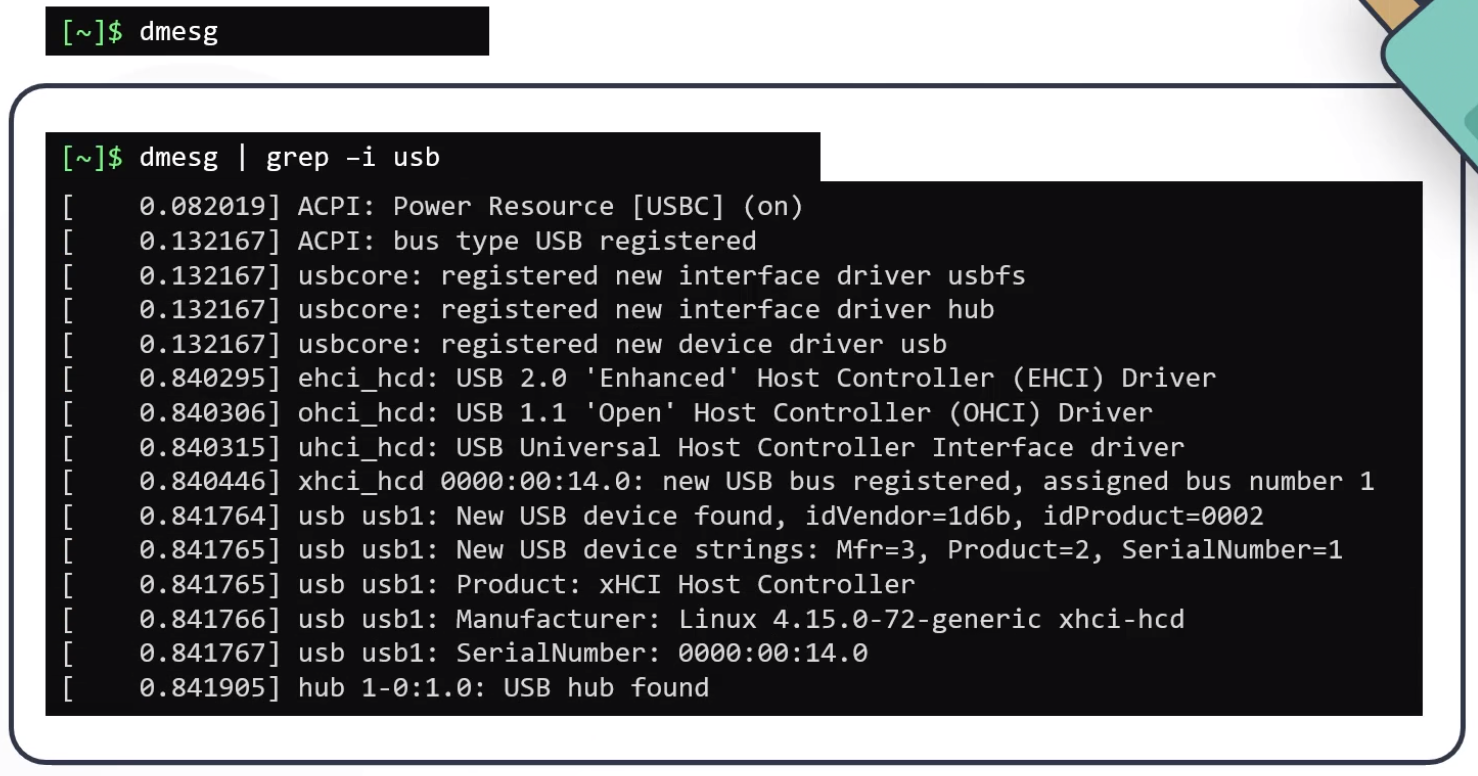 [~]$ dmesg
[~]$ dmesg | grep –i usb
[    0.082019] ACPI: Power Resource [USBC] (on)
[    0.132167] ACPI: bus type USB registered
[    0.132167] usbcore: registered new interface driver usbfs
[    0.132167] usbcore: registered new interface driver hub
[    0.132167] usbcore: registered new device driver usb
[    0.840295] ehci_hcd: USB 2.0 'Enhanced' Host Controller (EHCI) Driver
[    0.840306] ohci_hcd: USB 1.1 'Open' Host Controller (OHCI) Driver
[    0.840315] uhci_hcd: USB Universal Host Controller Interface driver
[    0.840446] xhci_hcd 0000:00:14.0: new USB bus registered, assigned bus number 1
[    0.841764] usb usb1: New USB device found, idVendor=1d6b, idProduct=0002
[    0.841765] usb usb1: New USB device strings: Mfr=3, Product=2, SerialNumber=1
[    0.841765] usb usb1: Product: xHCI Host Controller
[    0.841766] usb usb1: Manufacturer: Linux 4.15.0-72-generic xhci-hcd
[    0.841767] usb usb1: SerialNumber: 0000:00:14.0
[    0.841905] hub 1-0:1.0: USB hub found